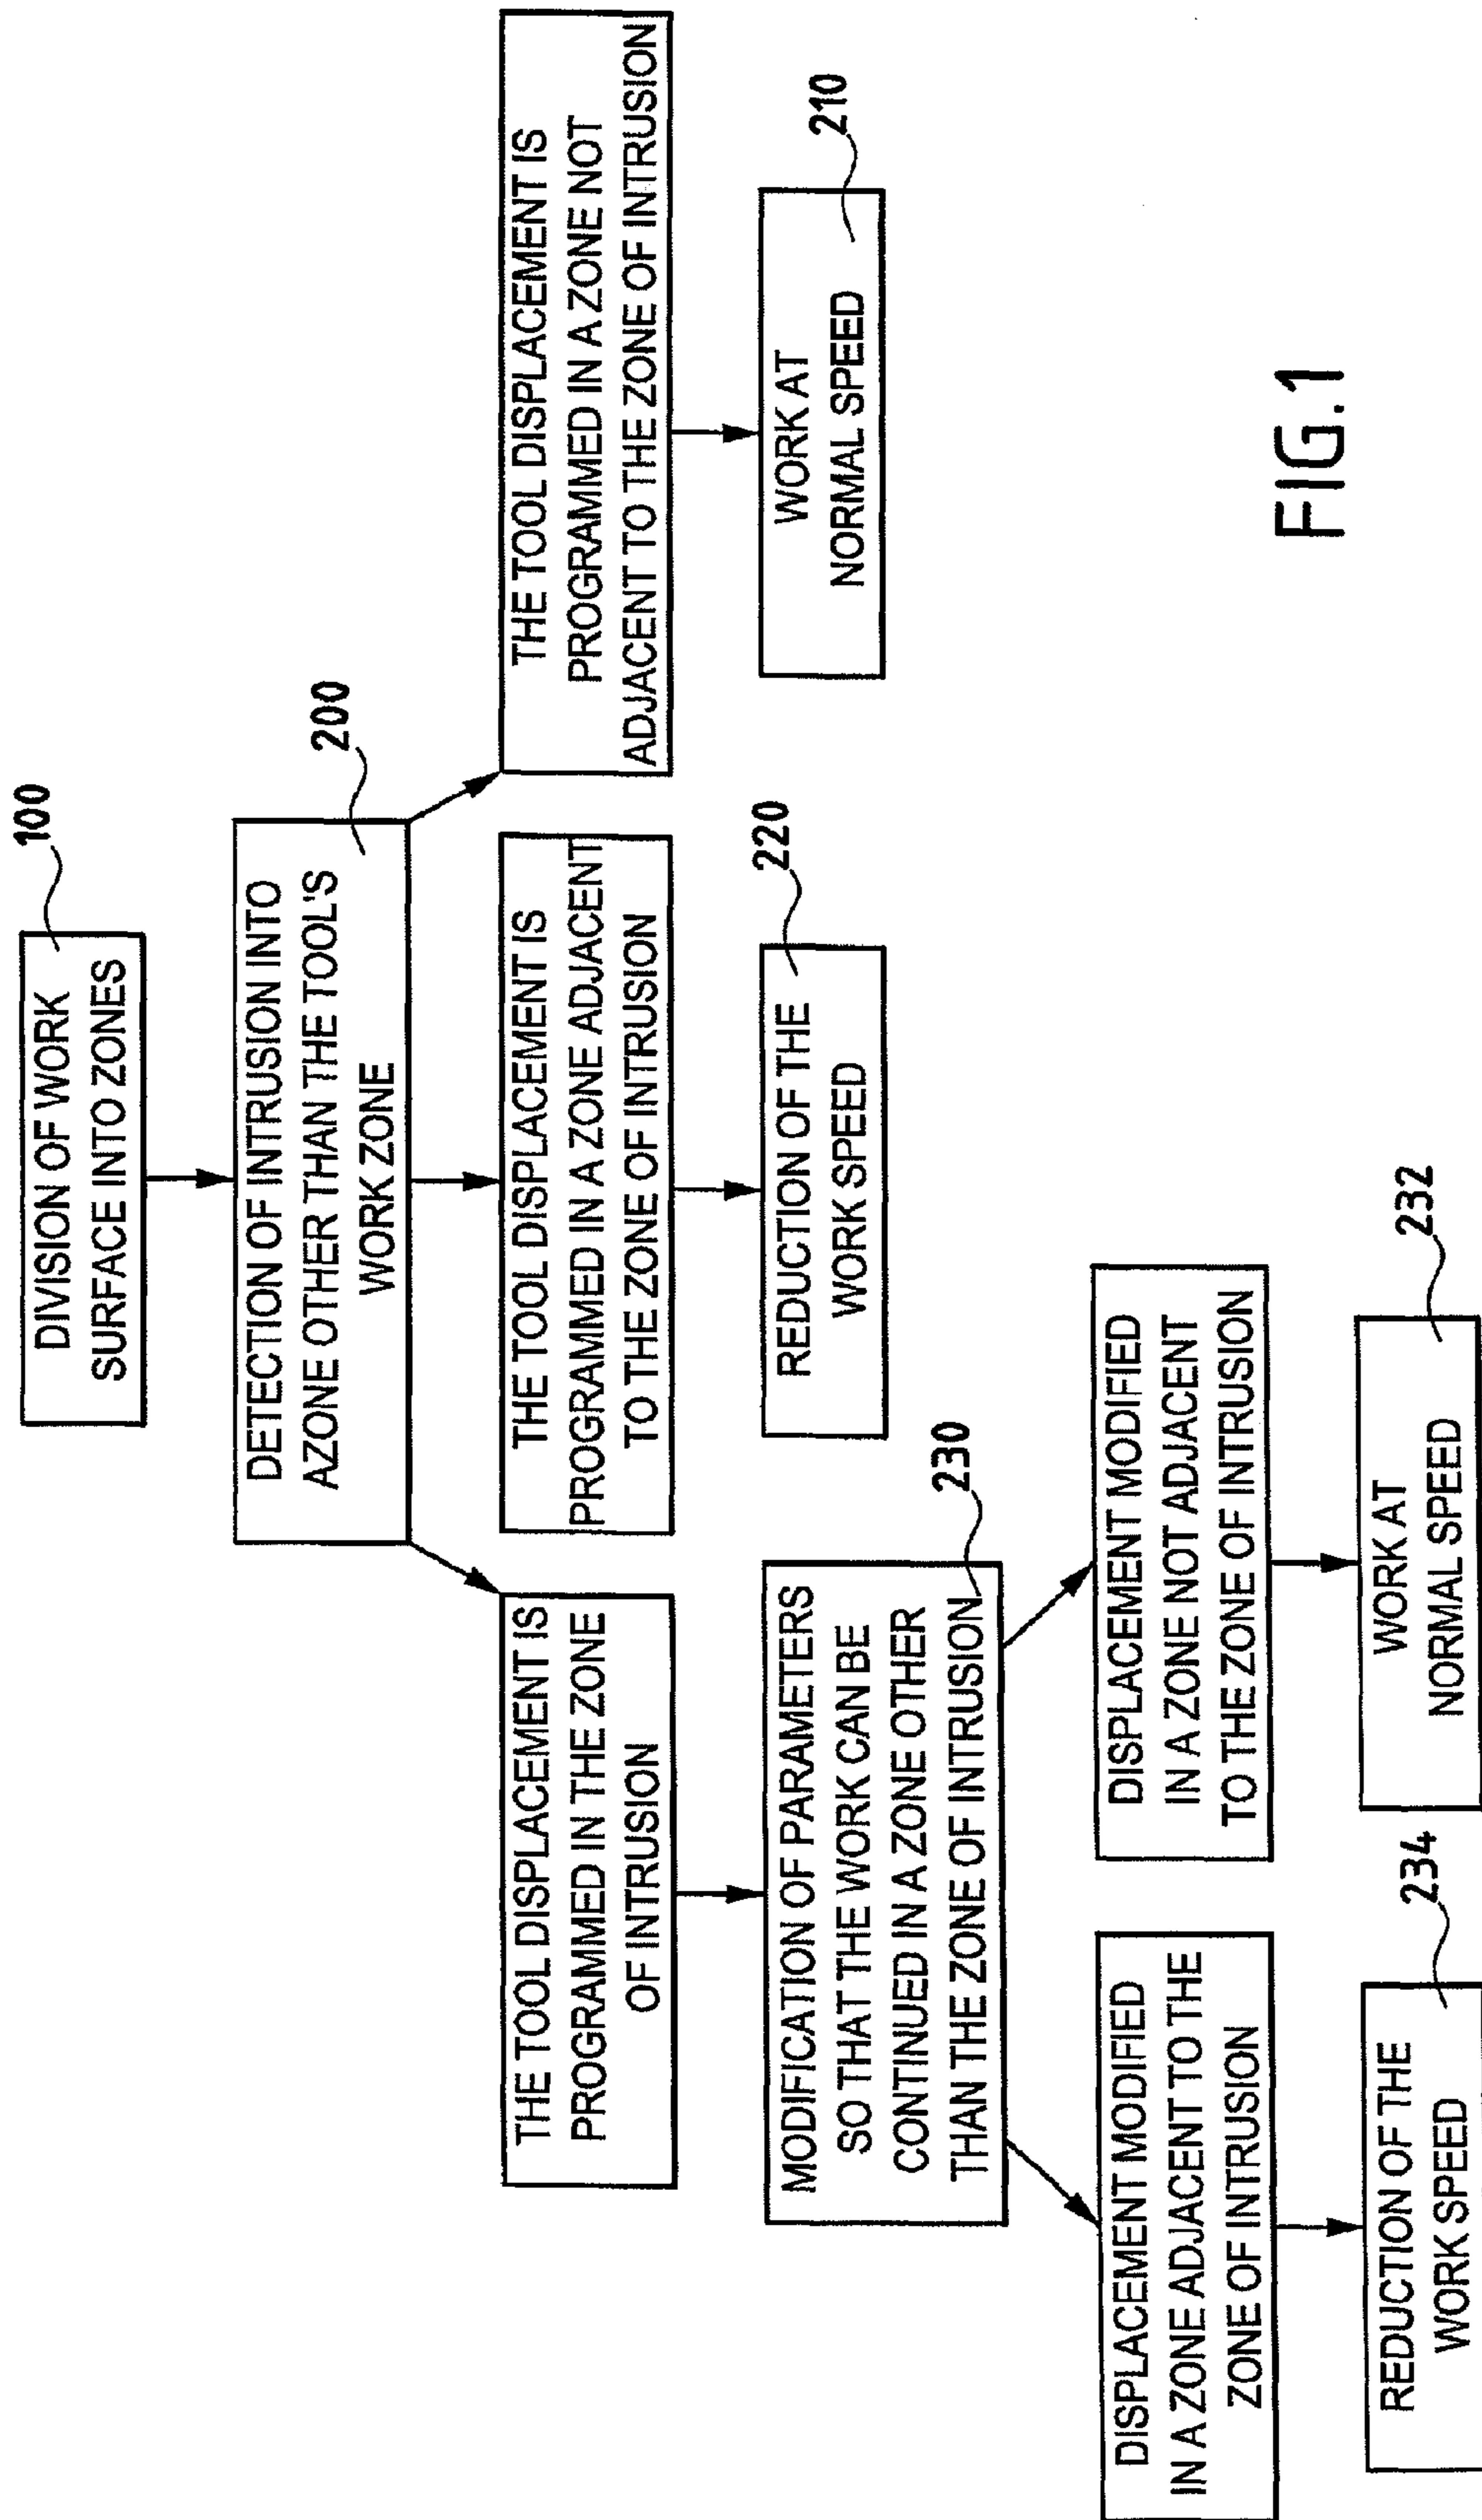 100
DIVISION OF WORK
SURFACE INTO ZONES
200
DETECTION OF INTRUSION INTO
AZONE OTHER THAN THE TOOL'S
WORK ZONE
THE TOOL DISPLACEMENT IS
PROGRAMMED IN THE ZONE
OF INTRUSION
THE TOOL DISPLACEMENT IS
PROGRAMMED IN A ZONE ADJACENT
TO THE ZONE OF INTRUSION
THE TOOL DISPLACEMENT IS
PROGRAMMED IN A ZONE NOT
ADJACENT TO THE ZONE OF INTRUSION
230
MODIFICATION OF PARAMETERS
SO THAT THE WORK CAN BE
CONTINUED IN A ZONE OTHER
THAN THE ZONE OF INTRUSION
220
REDUCTION OF THE
WORK SPEED
210
WORK AT
NORMAL SPEED
DISPLACEMENT MODIFIED
IN A ZONE ADJACENT TO THE
ZONE OF INTRUSION
DISPLACEMENT MODIFIED
IN A ZONE NOT ADJACENT
TO THE ZONE OF INTRUSION
234
REDUCTION OF THE
WORK SPEED
232
WORK AT
NORMAL SPEED
FIG.1